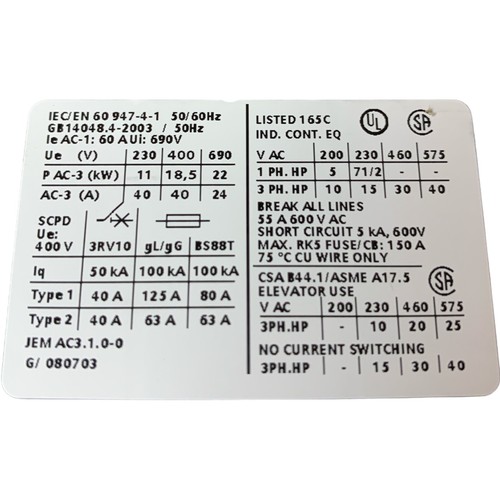 IEC/EN 60 947-4-1 50/60Hz
GB14048.4-2003 / 50Hz
Ie AC-1: 60 A Ui: 690V
Ue (V) 230 400 690
P AC-3 (kW) 11 18,5 22
AC-3 (A) 40 40 24
SCPD
Ue:
400 V 3RV10 gL/gG BS88T
Iq 50 kA 100 kA 100 kA
Type 1 40 A 125 A 80 A
Type 2 40 A 63 A 63 A
JEM AC3.1.0-0
G/ 080703
LISTED 165C UL SA
IND. CONT. EQ
V AC 200 230 460 575
1 PH. HP 5 71/2 - -
3 PH. HP 10 15 30 40
BREAK ALL LINES
55 A 600 V AC
SHORT CIRCUIT 5 kA, 600V
MAX. RK5 FUSE/CB: 150 A
75 °C CU WIRE ONLY
CSA B44.1/ASME A17.5 SA
ELEVATOR USE
V AC 200 230 460 575
3PH.HP - 10 20 25
NO CURRENT SWITCHING
3PH.HP - 15 30 40